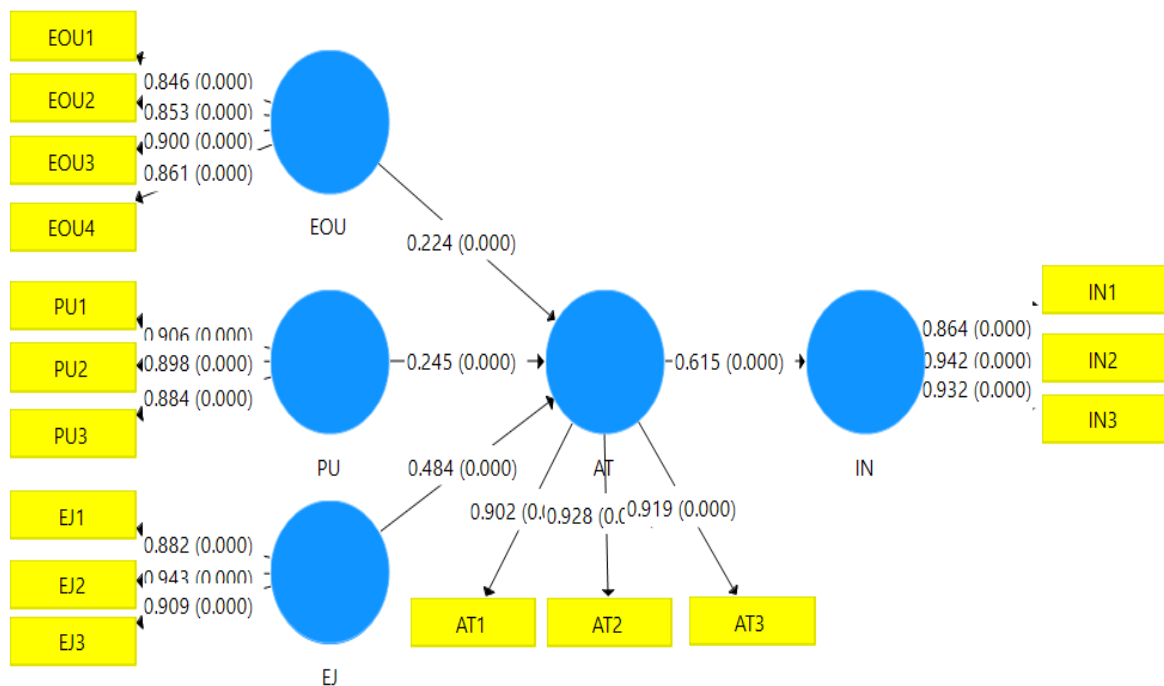 EOU1
EOU2
EOU3
EOU4
0.846 (0.000)
0.853 (0.000)
0.900 (0.000)
0.861 (0.000)
EOU
0.224 (0.000)
PU1
PU2
PU3
0.906 (0.000)
0.898 (0.000)
0.884 (0.000)
PU
0.245 (0.000)
EJ1
EJ2
EJ3
0.882 (0.000)
0.943 (0.000)
0.909 (0.000)
EJ
0.484 (0.000)
AT
0.615 (0.000)
0.902
0.928
0.919 (0.000)
AT1
AT2
AT3
IN
0.864 (0.000)
0.942 (0.000)
0.932 (0.000)
IN1
IN2
IN3